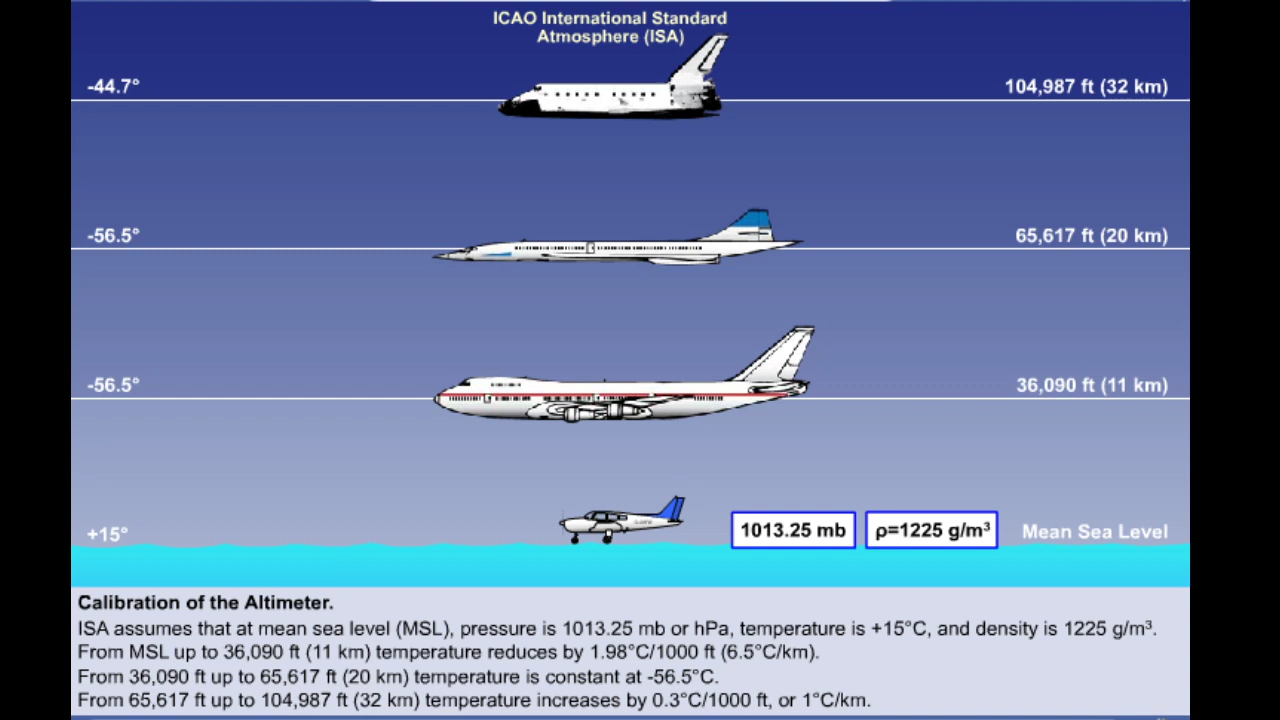 ICAO International Standard
Atmosphere (ISA)
-44.7°
104,987 ft (32 km)
-56.5°
65,617 ft (20 km)
-56.5°
36,090 ft (11 km)
+15°
1013.25 mb
ρ=1225 g/m³
Mean Sea Level
Calibration of the Altimeter.
ISA assumes that at mean sea level (MSL), pressure is 1013.25 mb or hPa, temperature is +15°C, and density is 1225 g/m³.
From MSL up to 36,090 ft (11 km) temperature reduces by 1.98°C/1000 ft (6.5°C/km).
From 36,090 ft up to 65,617 ft (20 km) temperature is constant at -56.5°C.
From 65,617 ft up to 104,987 ft (32 km) temperature increases by 0.3°C/1000 ft, or 1°C/km.